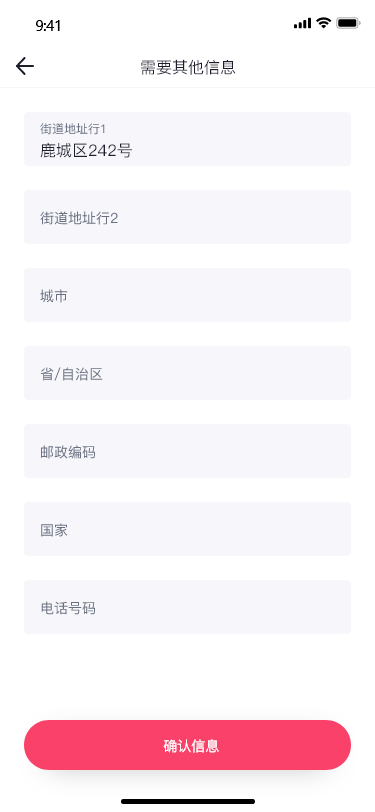 9:41
需要其他信息
街道地址行1
鹿城区242号
街道地址行2
城市
省/自治区
邮政编码
国家
电话号码
确认信息